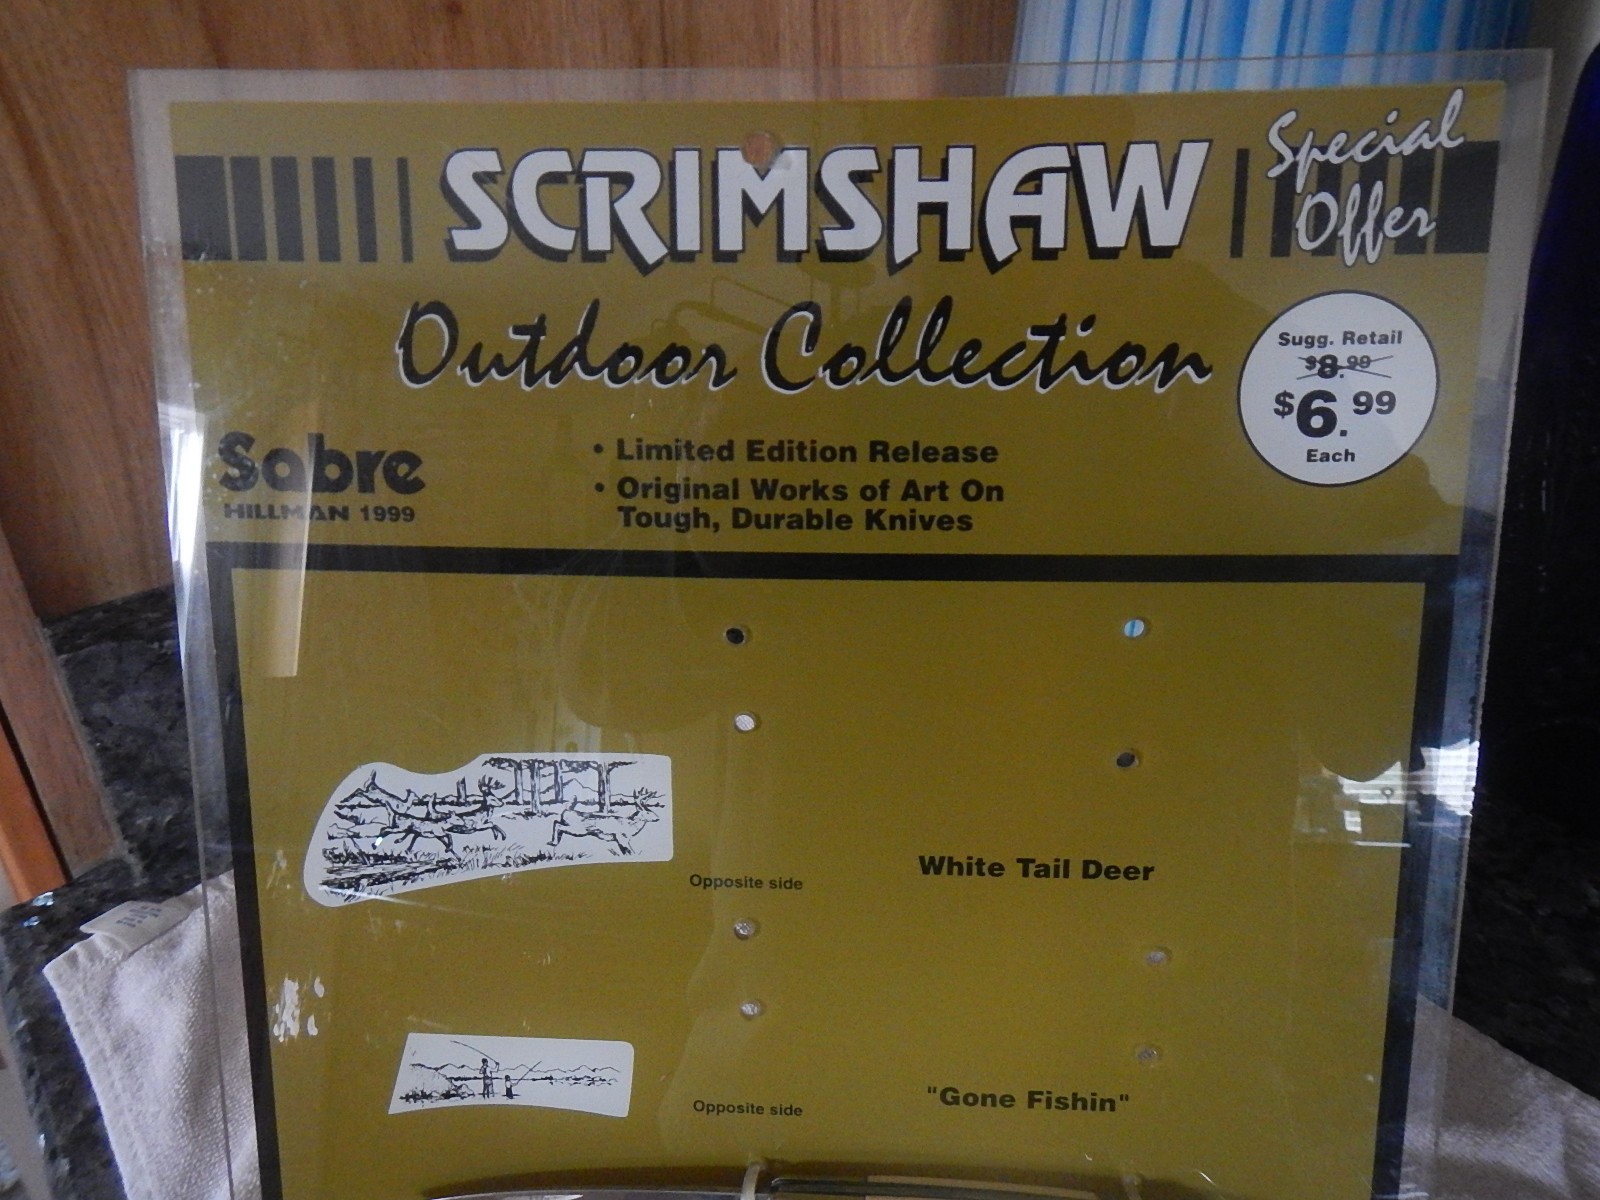 SCRIMSHAW
Special
Offer
Outdoor Collection
Sugg. Retail
$8.99
$6.99
Each
Sabre
HILLMAN 1999
• Limited Edition Release
• Original Works of Art On
Tough, Durable Knives
Opposite side
White Tail Deer
Opposite side
"Gone Fishin"